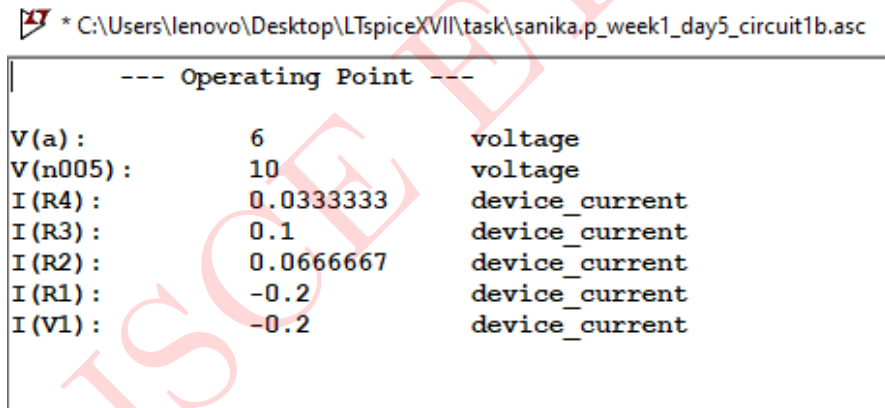 * C:\Users\lenovo\Desktop\LTspiceXVII\task\sanika.p_week1_day5_circuit1b.asc
--- Operating Point ---
V(a): 6 voltage
V(n005): 10 voltage
I(R4): 0.0333333 device_current
I(R3): 0.1 device_current
I(R2): 0.0666667 device_current
I(R1): -0.2 device_current
I(V1): -0.2 device_current